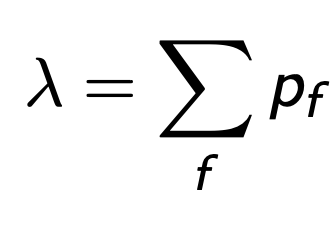 λ = ∑_f p_f